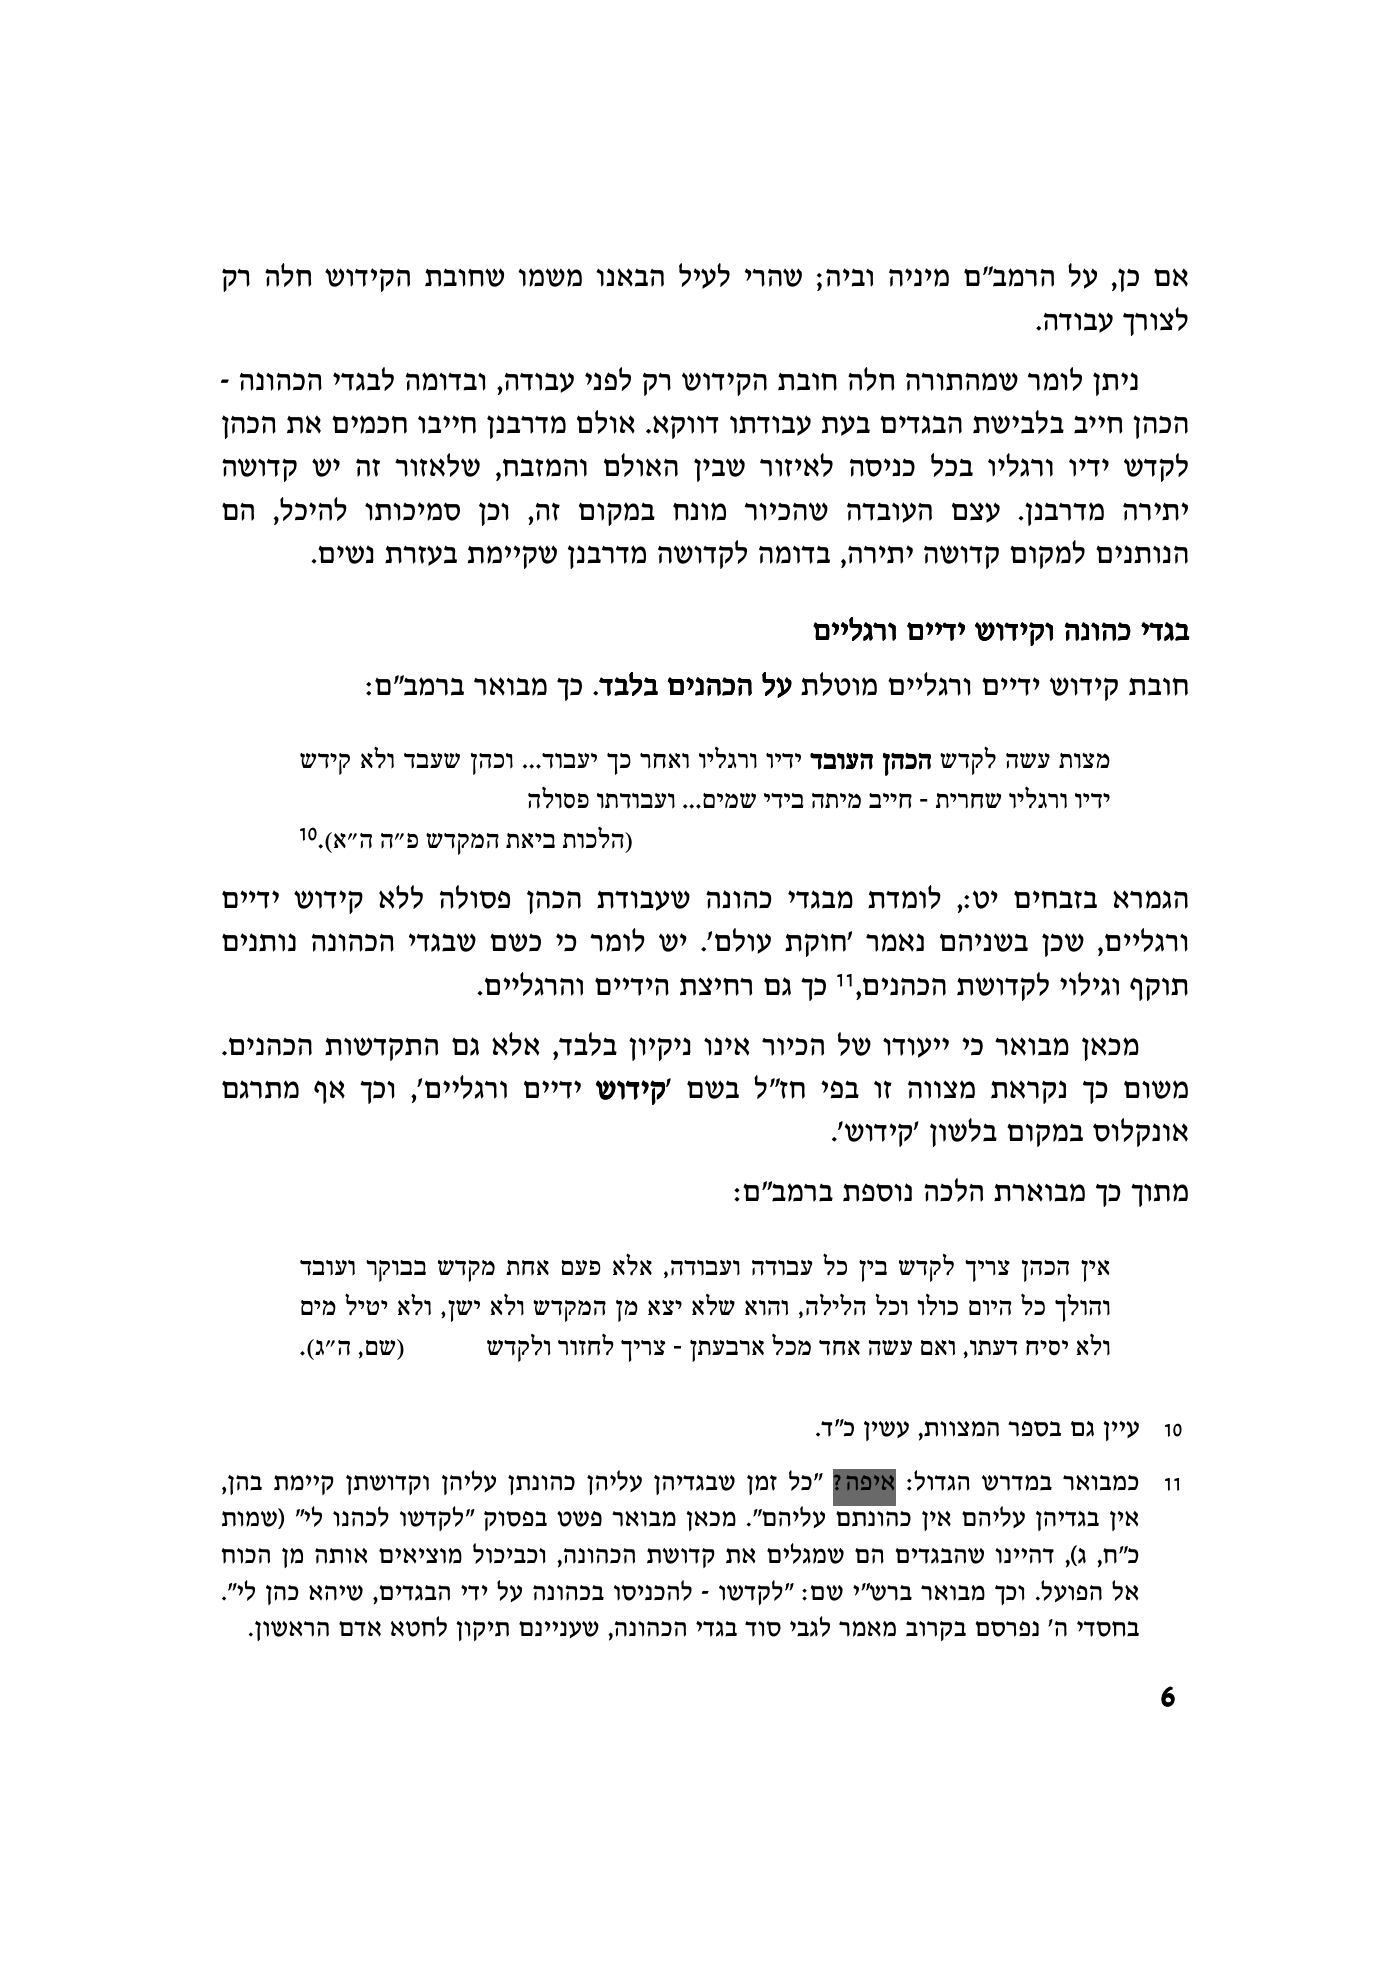 אם כן, על הרמב"ם מיניה וביה; שהרי לעיל הבאנו משמו שחובת הקידוש חלה רק
לצורך עבודה.
ניתן לומר שמהתורה חלה חובת הקידוש רק לפני עבודה, ובדומה לבגדי הכהונה -
הכהן חייב בלבישת הבגדים בעת עבודתו דווקא. אולם מדרבנן חייבו חכמים את הכהן
לקדש ידיו ורגליו בכל כניסה לאיזור שבין האולם והמזבח, שלאזור זה יש קדושה
יתירה מדרבנן. עצם העובדה שהכיור מונח במקום זה, וכן סמיכותו להיכל, הם
הנותנים למקום קדושה יתירה, בדומה לקדושה מדרבנן שקיימת בעזרת נשים.
בגדי כהונה וקידוש ידיים ורגליים
חובת קידוש ידיים ורגליים מוטלת על הכהנים בלבד. כך מבואר ברמב"ם:
מצות עשה לקדש הכהן העובד ידיו ורגליו ואחר כך יעבוד... וכהן שעבד ולא קידש
ידיו ורגליו שחרית - חייב מיתה בידי שמים... ועבודתו פסולה
(הלכות ביאת המקדש פ״ה ה״א).10
הגמרא בזבחים יט:, לומדת מבגדי כהונה שעבודת הכהן פסולה ללא קידוש ידיים
ורגליים, שכן בשניהם נאמר 'חוקת עולם'. יש לומר כי כשם שבגדי הכהונה נותנים
תוקף וגילוי לקדושת הכהנים,11 כך גם רחיצת הידיים והרגליים.
מכאן מבואר כי ייעודו של הכיור אינו ניקיון בלבד, אלא גם התקדשות הכהנים.
משום כך נקראת מצווה זו בפי חז"ל בשם 'קידוש ידיים ורגליים', וכך אף מתרגם
אונקלוס במקום בלשון 'קידוש'.
מתוך כך מבוארת הלכה נוספת ברמב"ם:
אין הכהן צריך לקדש בין כל עבודה ועבודה, אלא פעם אחת מקדש בבוקר ועובד
והולך כל היום כולו וכל הלילה, והוא שלא יצא מן המקדש ולא ישן, ולא יטיל מים
ולא יסיח דעתו, ואם עשה אחד מכל ארבעתן - צריך לחזור ולקדש (שם, ה״ג).
10 עיין גם בספר המצוות, עשין כ"ד.
11 כמבואר במדרש הגדול: איפה? "כל זמן שבגדיהן עליהן כהונתן עליהן וקדושתן קיימת בהן,
אין בגדיהן עליהם אין כהונתם עליהם". מכאן מבואר פשט בפסוק "לקדשו לכהנו לי" (שמות
כ"ח, ג), דהיינו שהבגדים הם שמגלים את קדושת הכהונה, וכביכול מוציאים אותה מן הכוח
אל הפועל. וכך מבואר ברש"י שם: "לקדשו - להכניסו בכהונה על ידי הבגדים, שיהא כהן לי".
בחסדי ה' נפרסם בקרוב מאמר לגבי סוד בגדי הכהונה, שעניינם תיקון לחטא אדם הראשון.
6